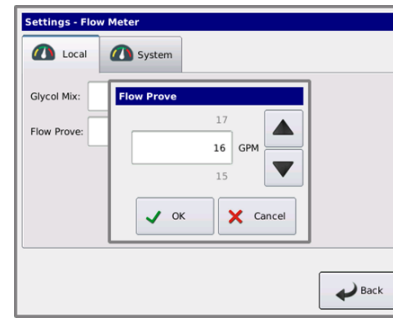 Settings - Flow Meter
Local
System
Glycol Mix:
Flow Prove:
Flow Prove
17
16 GPM
15
OK
Cancel
Back